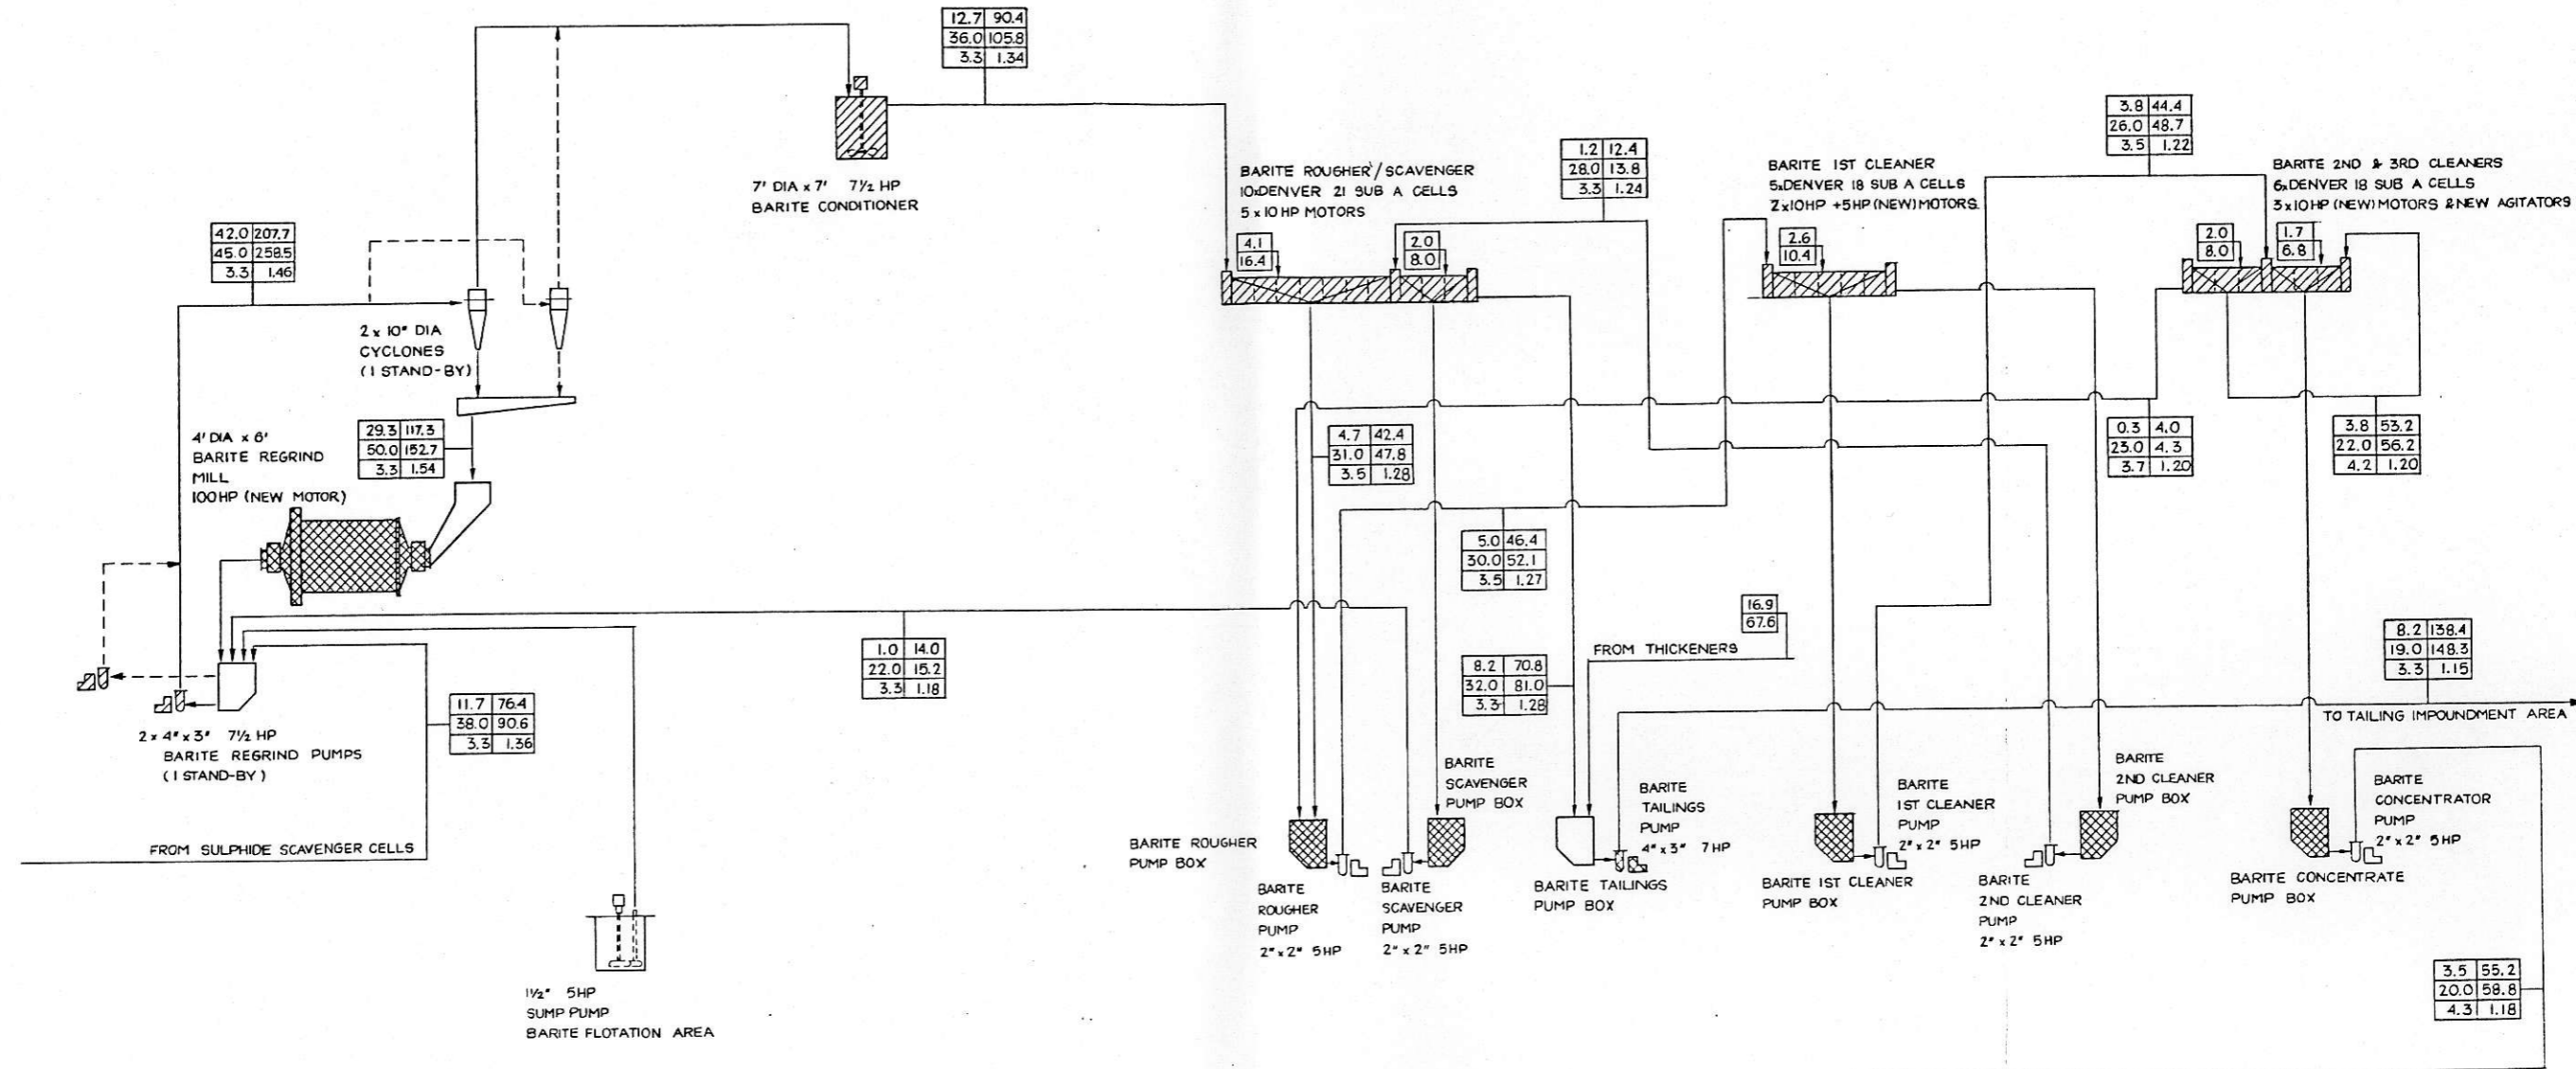 12.7 90.4
36.0 105.8
3.3 1.34
7' DIA x 7' 7½ HP
BARITE CONDITIONER
42.0 207.7
45.0 258.5
3.3 1.46
2 x 10" DIA
CYCLONES
(1 STAND-BY)
29.3 117.3
50.0 152.7
3.3 1.54
4' DIA x 6'
BARITE REGRIND
MILL
100HP (NEW MOTOR)
2 x 4" x 3" 7½ HP
BARITE REGRIND PUMPS
(1 STAND-BY)
11.7 76.4
38.0 90.6
3.3 1.36
FROM SULPHIDE SCAVENGER CELLS
1½" 5HP
SUMP PUMP
BARITE FLOTATION AREA
1.0 14.0
22.0 15.2
3.3 1.18
BARITE ROUGHER/SCAVENGER
10xDENVER 21 SUB A CELLS
5 x 10 HP MOTORS
4.1
16.4
2.0
8.0
1.2 12.4
28.0 13.8
3.3 1.24
BARITE 1ST CLEANER
5xDENVER 18 SUB A CELLS
2x10HP +5HP (NEW) MOTORS
2.6
10.4
3.8 44.4
26.0 48.7
3.5 1.22
BARITE 2ND & 3RD CLEANERS
6xDENVER 18 SUB A CELLS
3x10HP (NEW) MOTORS & NEW AGITATORS
2.0
8.0
1.7
6.8
4.7 42.4
31.0 47.8
3.5 1.28
0.3 4.0
23.0 4.3
3.7 1.20
3.8 53.2
22.0 56.2
4.2 1.20
5.0 46.4
30.0 52.1
3.5 1.27
16.9
67.6
FROM THICKENERS
8.2 70.8
32.0 81.0
3.3 1.28
8.2 138.4
19.0 148.3
3.3 1.15
TO TAILING IMPOUNDMENT AREA
BARITE ROUGHER
PUMP BOX
BARITE
ROUGHER
PUMP
2" x 2" 5HP
BARITE
SCAVENGER
PUMP
2" x 2" 5HP
BARITE
SCAVENGER
PUMP BOX
BARITE TAILINGS
PUMP BOX
BARITE
TAILINGS
PUMP
4" x 3" 7 HP
BARITE 1ST CLEANER
PUMP BOX
BARITE
1ST CLEANER
PUMP
2" x 2" 5HP
BARITE
2ND CLEANER
PUMP
2" x 2" 5HP
BARITE
2ND CLEANER
PUMP BOX
BARITE CONCENTRATE
PUMP BOX
BARITE
CONCENTRATOR
PUMP
2" x 2" 5HP
3.5 55.2
20.0 58.8
4.3 1.18